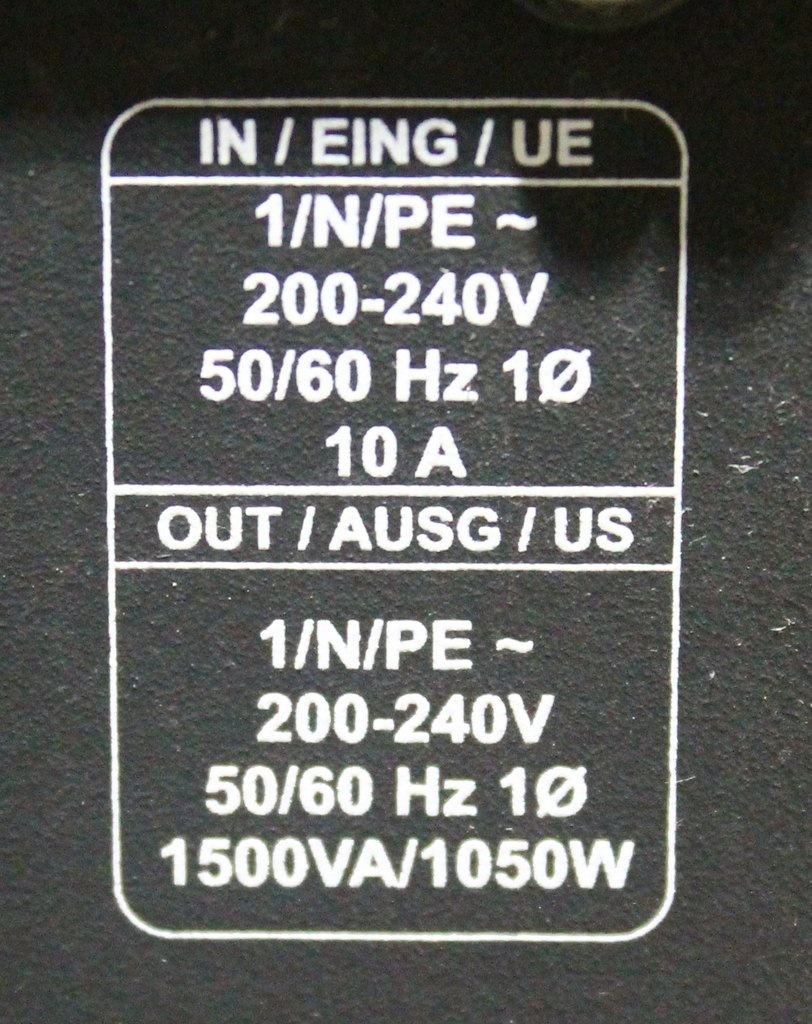 IN / EING / UE
1/N/PE ~
200-240V
50/60 Hz 1Ø
10 A
OUT / AUSG / US
1/N/PE ~
200-240V
50/60 Hz 1Ø
1500VA/1050W